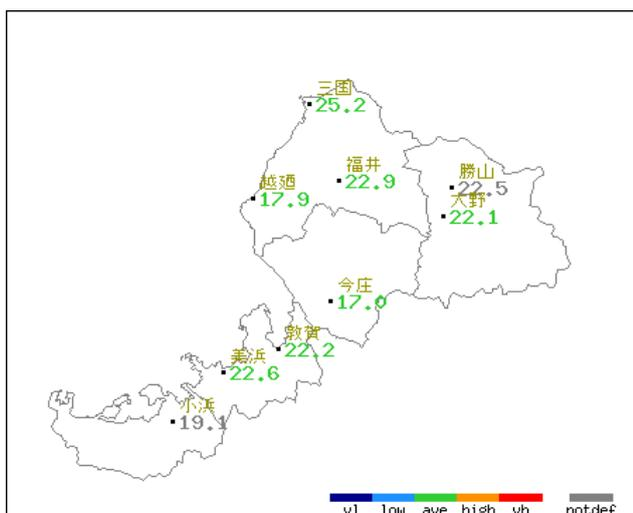 三国
25.2
福井
22.9
勝山
22.5
越廼
17.9
大野
22.1
今庄
17.0
敦賀
22.2
美浜
22.6
小浜
19.1
vl low ave high vh notdef